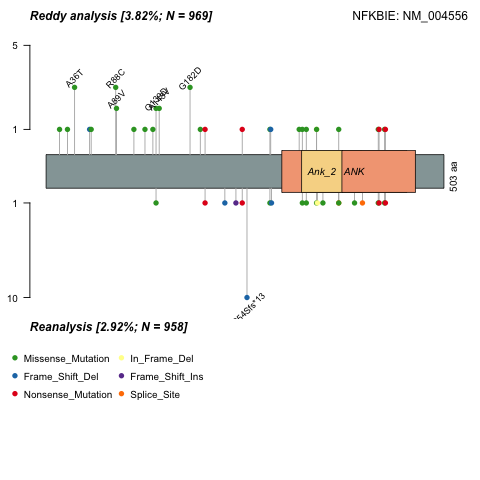 Reddy analysis [3.82%; N = 969]
NFKBIE: NM_004556
5
A36T
R88C
A89V
G182D
1
Ank_2
ANK
503 aa
1
10
Reanalysis [2.92%; N = 958]
Missense_Mutation
In_Frame_Del
Frame_Shift_Del
Frame_Shift_Ins
Nonsense_Mutation
Splice_Site